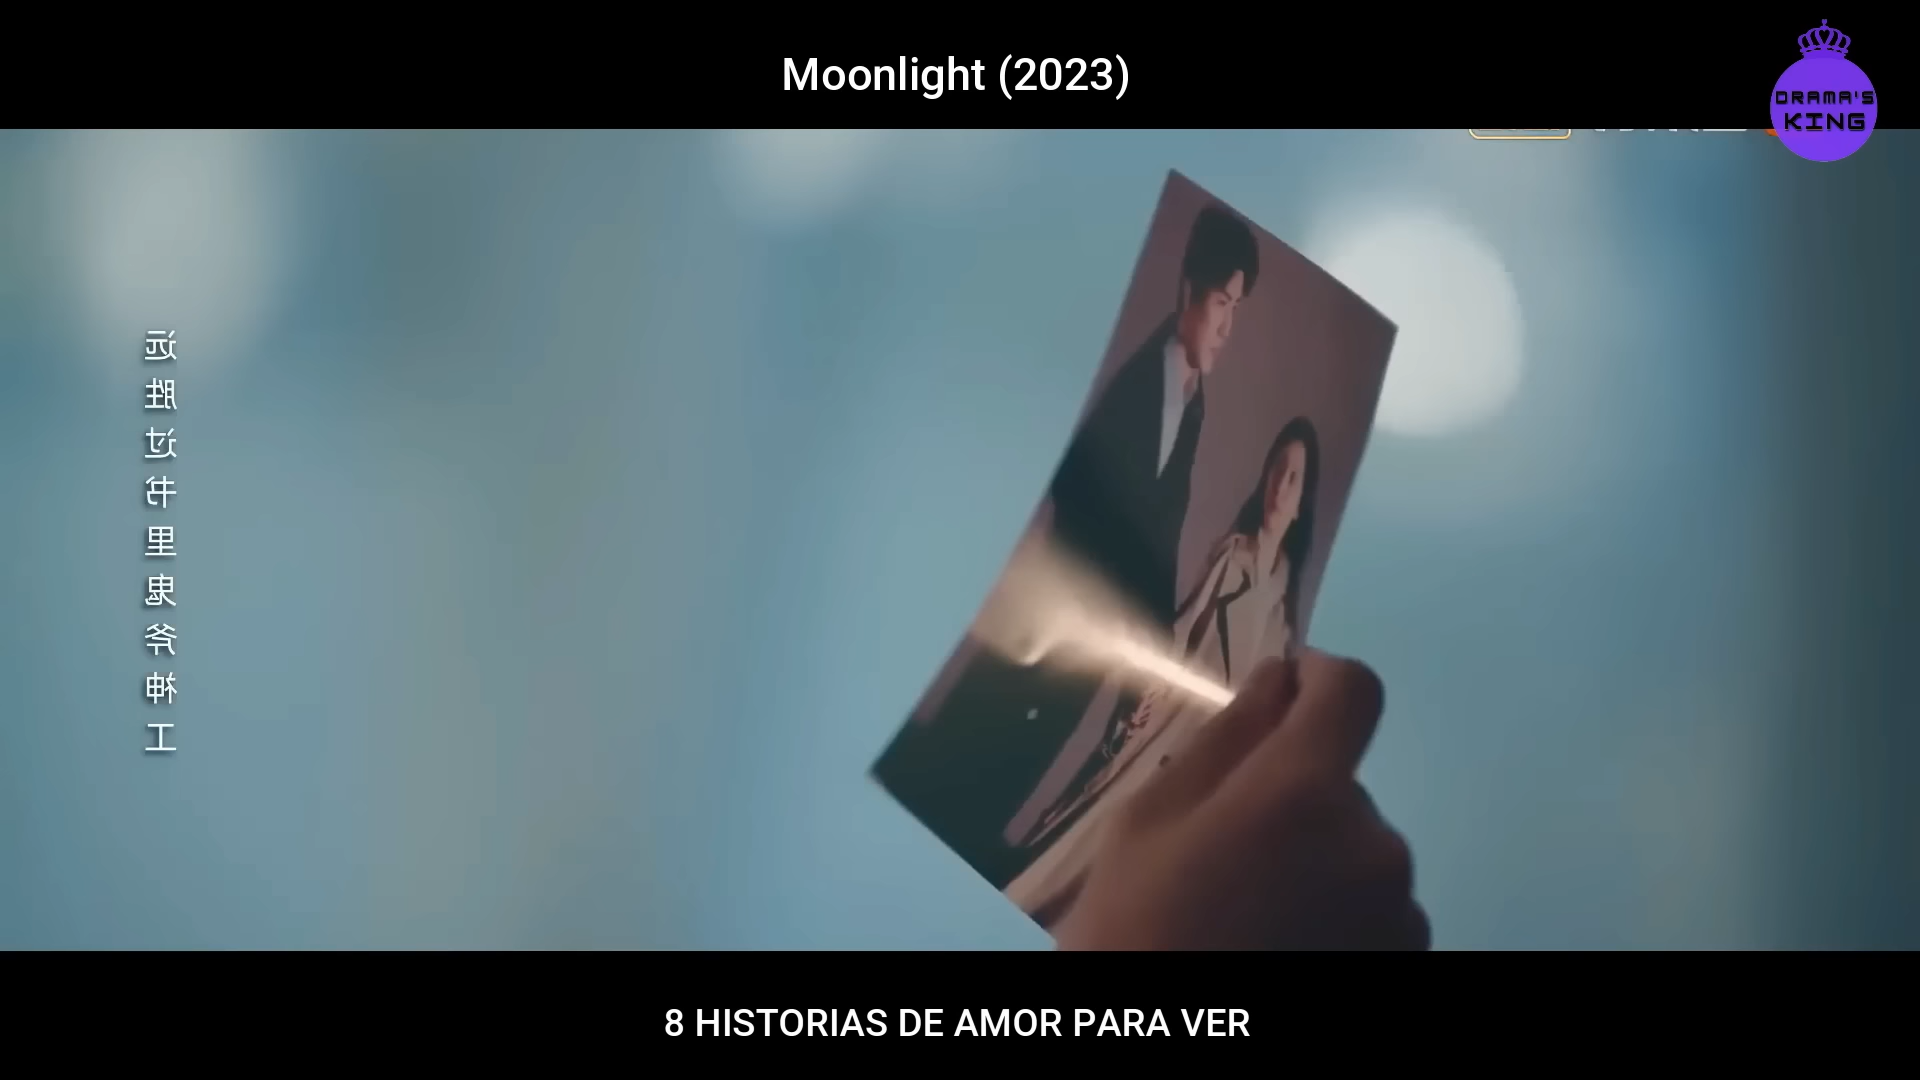 Moonlight (2023)
DRAMA'S
KING
远胜过书里鬼斧神工
8 HISTORIAS DE AMOR PARA VER